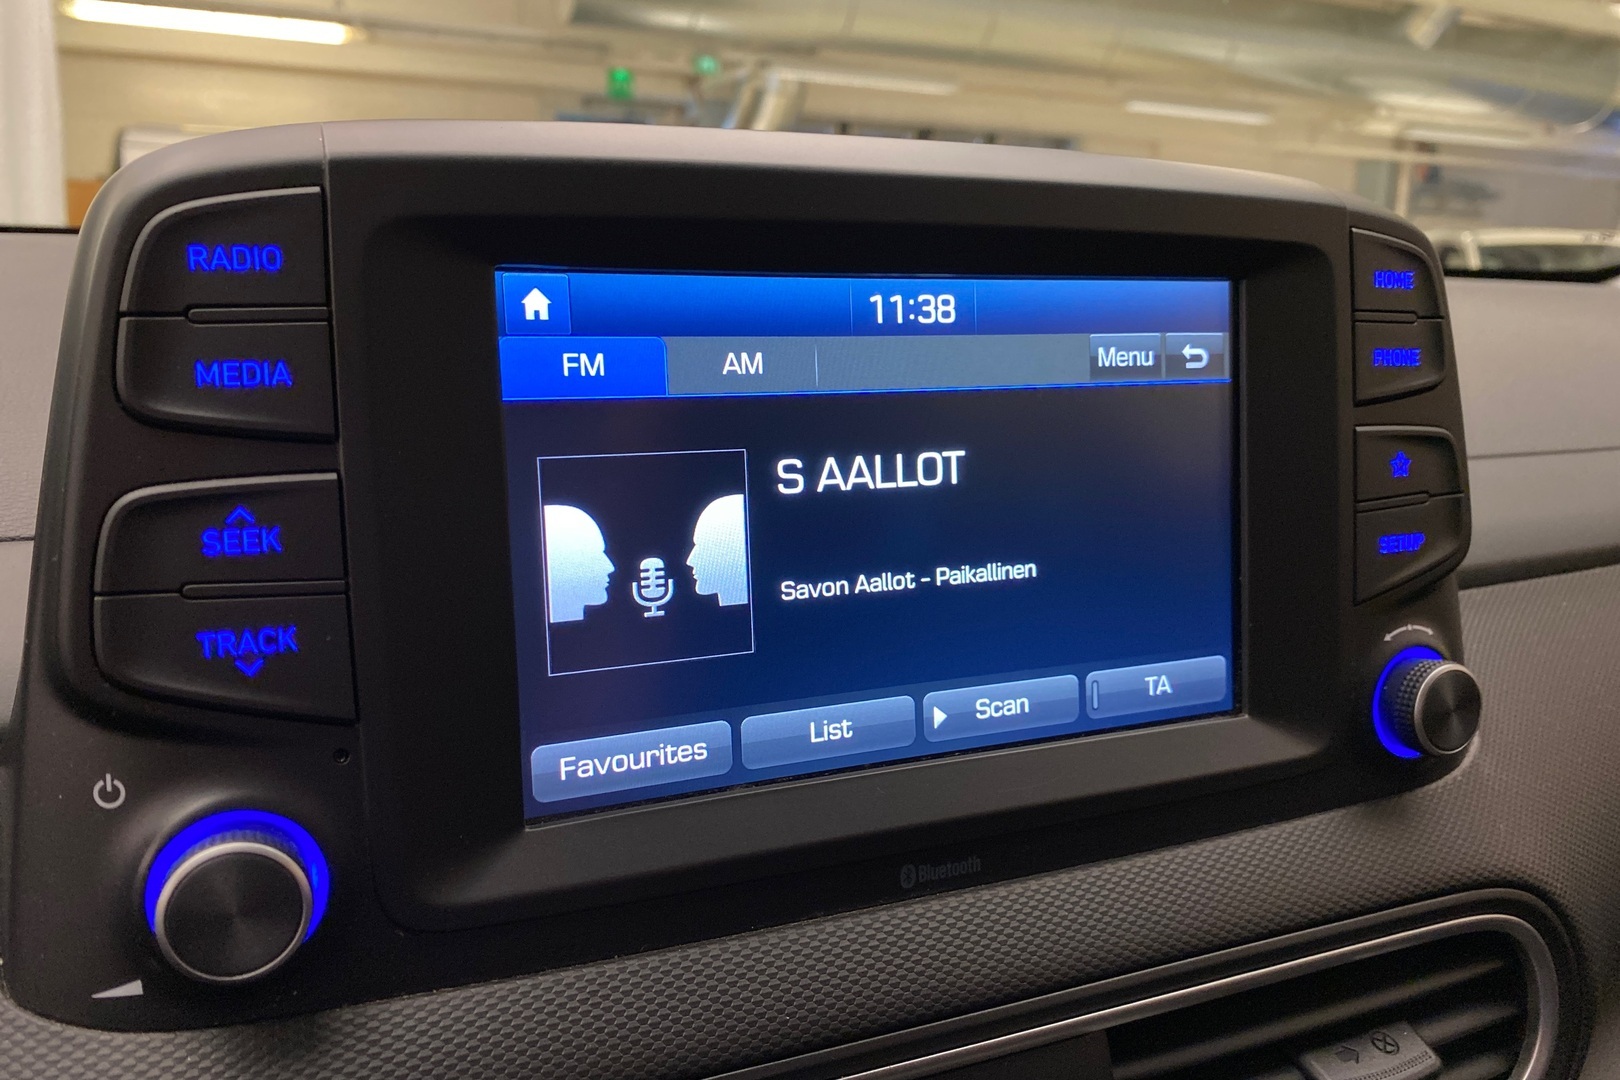 RADIO
MEDIA
SEEK
TRACK
11:38
FM
AM
Menu
S AALLOT
Savon Aallot - Paikallinen
Favourites
List
Scan
TA
HOME
PHONE
SETUP
Bluetooth